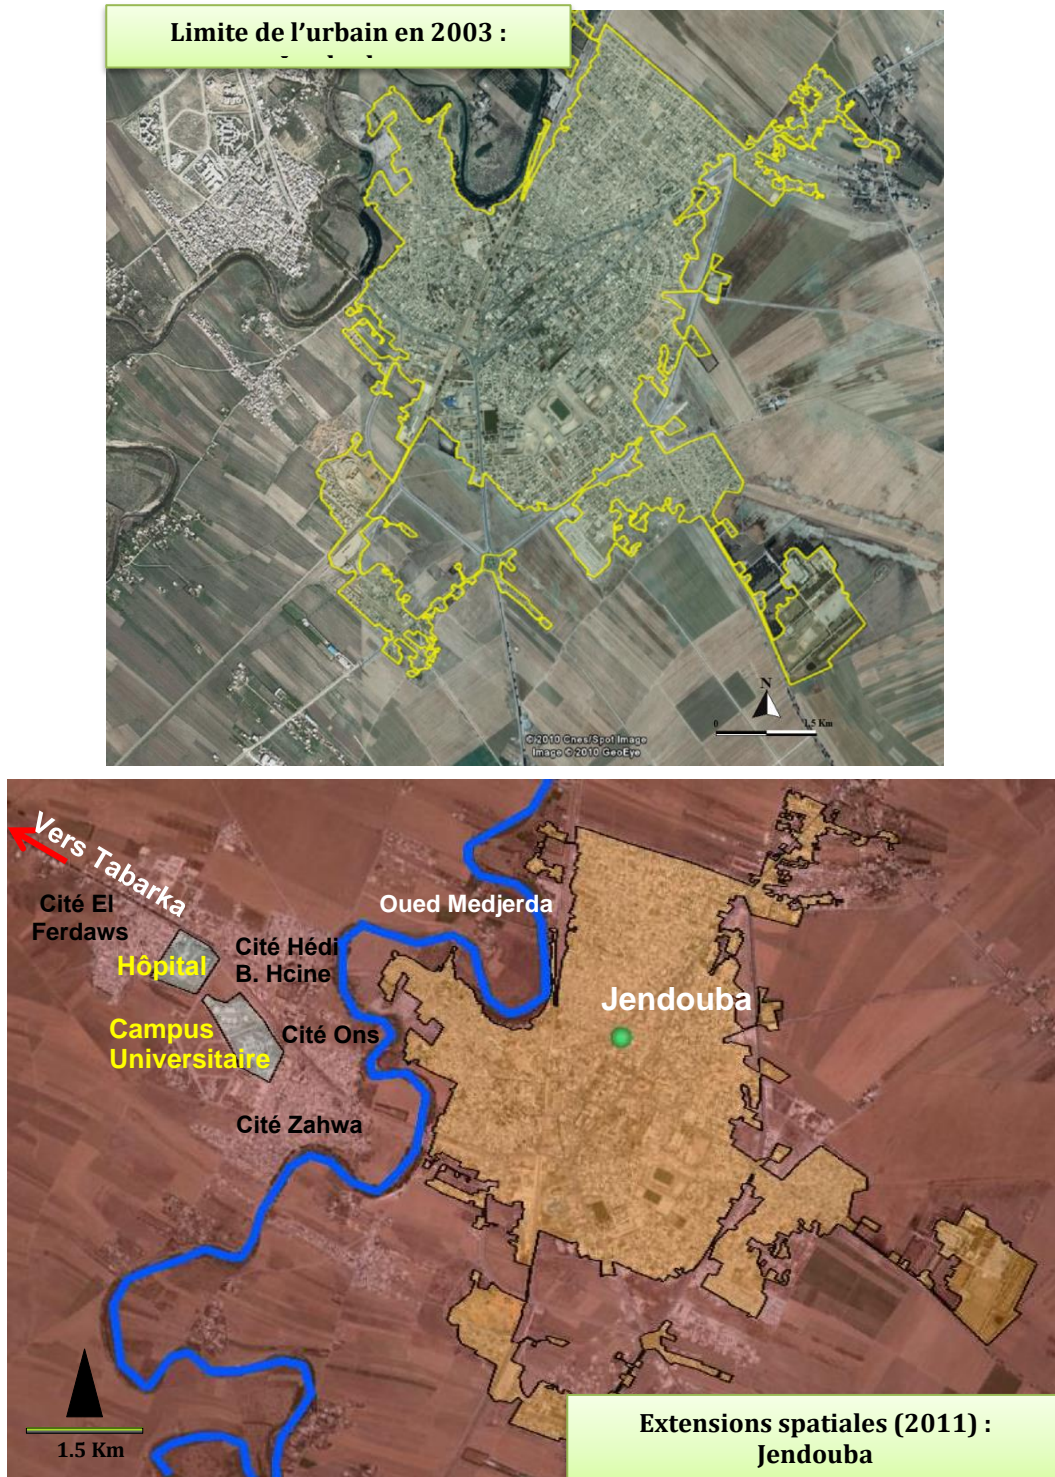 Limite de l'urbain en 2003 :
N
0 1.5 Km
© 2010 Cnes/Spot Image
Image © 2010 GeoEye
Vers Tabarka
Cité El
Ferdaws
Oued Medjerda
Hôpital
Cité Hédi
B. Hcine
Jendouba
Campus
Universitaire
Cité Ons
Cité Zahwa
1.5 Km
Extensions spatiales (2011) :
Jendouba